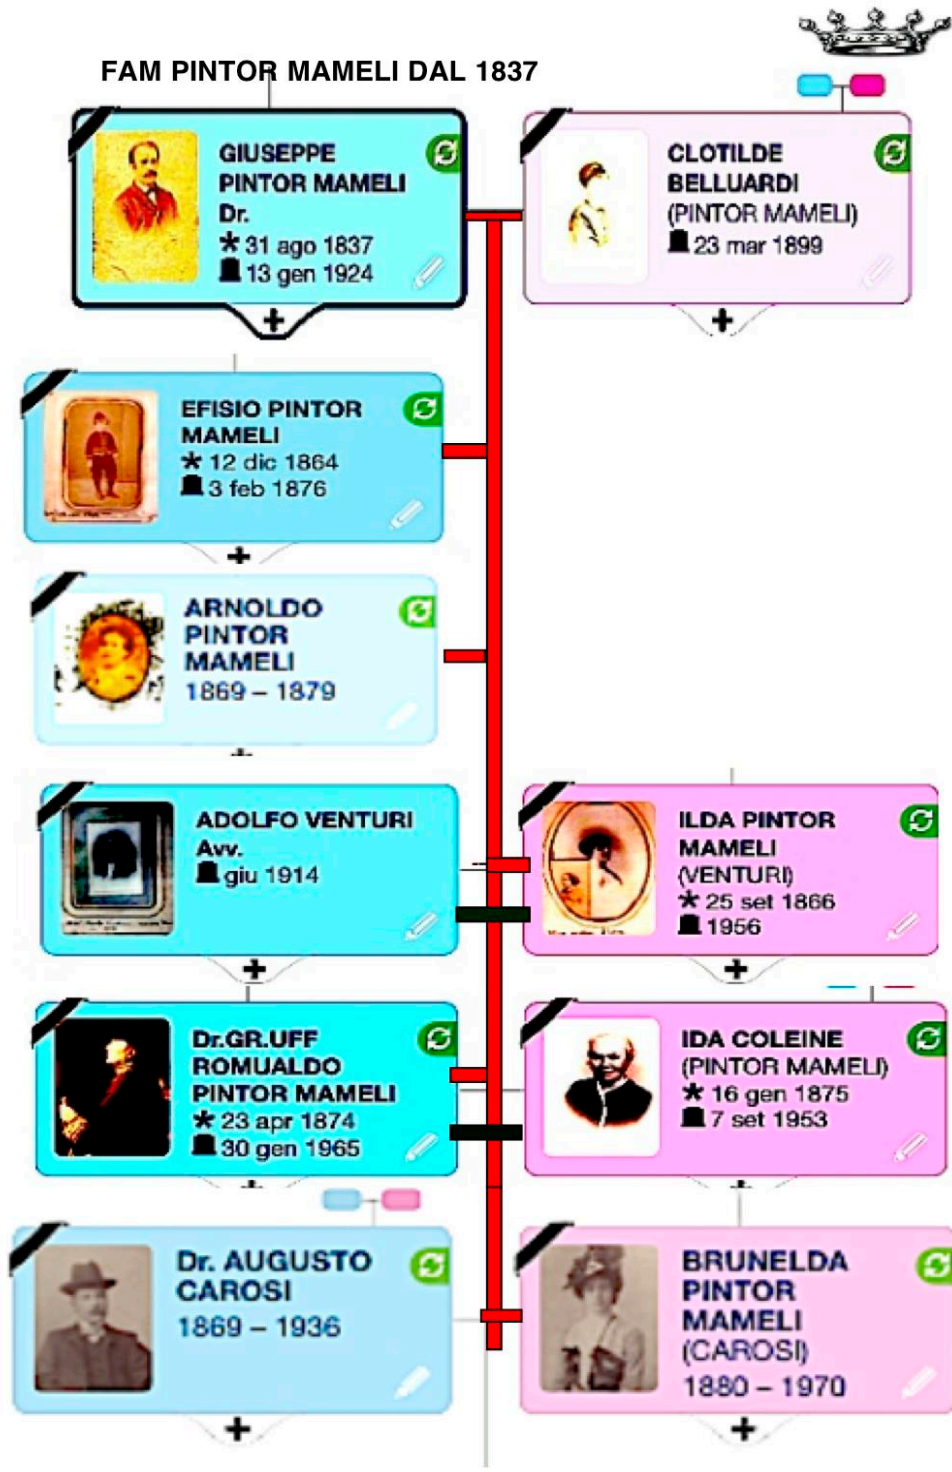 FAM PINTOR MAMELI DAL 1837
GIUSEPPE
PINTOR MAMELI
Dr.
* 31 ago 1837
13 gen 1924
CLOTILDE
BELLUARDI
(PINTOR MAMELI)
23 mar 1899
EFISIO PINTOR
MAMELI
* 12 dic 1864
3 feb 1876
ARNOLDO
PINTOR
MAMELI
1869 – 1879
ADOLFO VENTURI
Avv.
giu 1914
ILDA PINTOR
MAMELI
(VENTURI)
* 25 set 1866
1956
Dr.GR.UFF
ROMUALDO
PINTOR MAMELI
* 23 apr 1874
30 gen 1965
IDA COLEINE
(PINTOR MAMELI)
* 16 gen 1875
7 set 1953
Dr. AUGUSTO
CAROSI
1869 – 1936
BRUNELDA
PINTOR
MAMELI
(CAROSI)
1880 – 1970